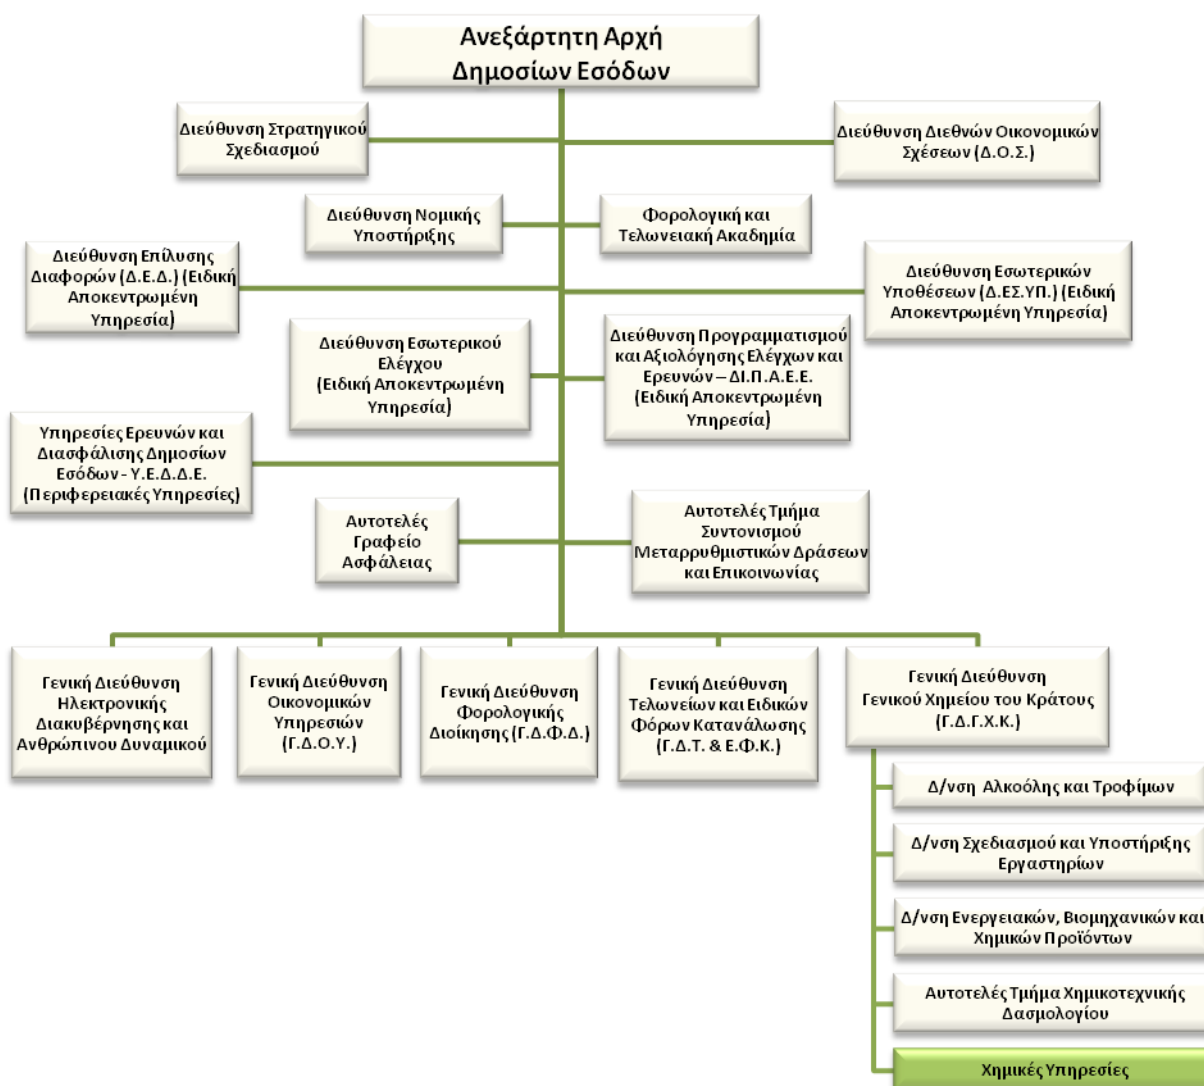 Ανεξάρτητη Αρχή
Δημοσίων Εσόδων
Διεύθυνση Στρατηγικού
Σχεδιασμού
Διεύθυνση Διεθνών Οικονομικών
Σχέσεων (Δ.Ο.Σ.)
Διεύθυνση Νομικής
Υποστήριξης
Φορολογική και
Τελωνειακή Ακαδημία
Διεύθυνση Επίλυσης
Διαφορών (Δ.Ε.Δ.) (Ειδική
Αποκεντρωμένη
Υπηρεσία)
Διεύθυνση Εσωτερικών
Υποθέσεων (Δ.ΕΣ.ΥΠ.) (Ειδική
Αποκεντρωμένη Υπηρεσία)
Διεύθυνση Εσωτερικού
Ελέγχου
(Ειδική Αποκεντρωμένη
Υπηρεσία)
Διεύθυνση Προγραμματισμού
και Αξιολόγησης Ελέγχων και
Ερευνών – ΔΙ.Π.Α.Ε.Ε.
(Ειδική Αποκεντρωμένη
Υπηρεσία)
Υπηρεσίες Ερευνών και
Διασφάλισης Δημοσίων
Εσόδων - Υ.Ε.Δ.Δ.Ε.
(Περιφερειακές Υπηρεσίες)
Αυτοτελές
Γραφείο
Ασφάλειας
Αυτοτελές Τμήμα
Συντονισμού
Μεταρρυθμιστικών Δράσεων
και Επικοινωνίας
Γενική Διεύθυνση
Ηλεκτρονικής
Διακυβέρνησης και
Ανθρώπινου Δυναμικού
Γενική Διεύθυνση
Οικονομικών
Υπηρεσιών
(Γ.Δ.Ο.Υ.)
Γενική Διεύθυνση
Φορολογικής
Διοίκησης (Γ.Δ.Φ.Δ.)
Γενική Διεύθυνση
Τελωνείων και Ειδικών
Φόρων Κατανάλωσης
(Γ.Δ.Τ. & Ε.Φ.Κ.)
Γενική Διεύθυνση
Γενικού Χημείου του Κράτους
(Γ.Δ.Γ.Χ.Κ.)
Δ/νση Αλκοόλης και Τροφίμων
Δ/νση Σχεδιασμού και Υποστήριξης
Εργαστηρίων
Δ/νση Ενεργειακών, Βιομηχανικών και
Χημικών Προϊόντων
Αυτοτελές Τμήμα Χημικοτεχνικής
Δασμολογίου
Χημικές Υπηρεσίες